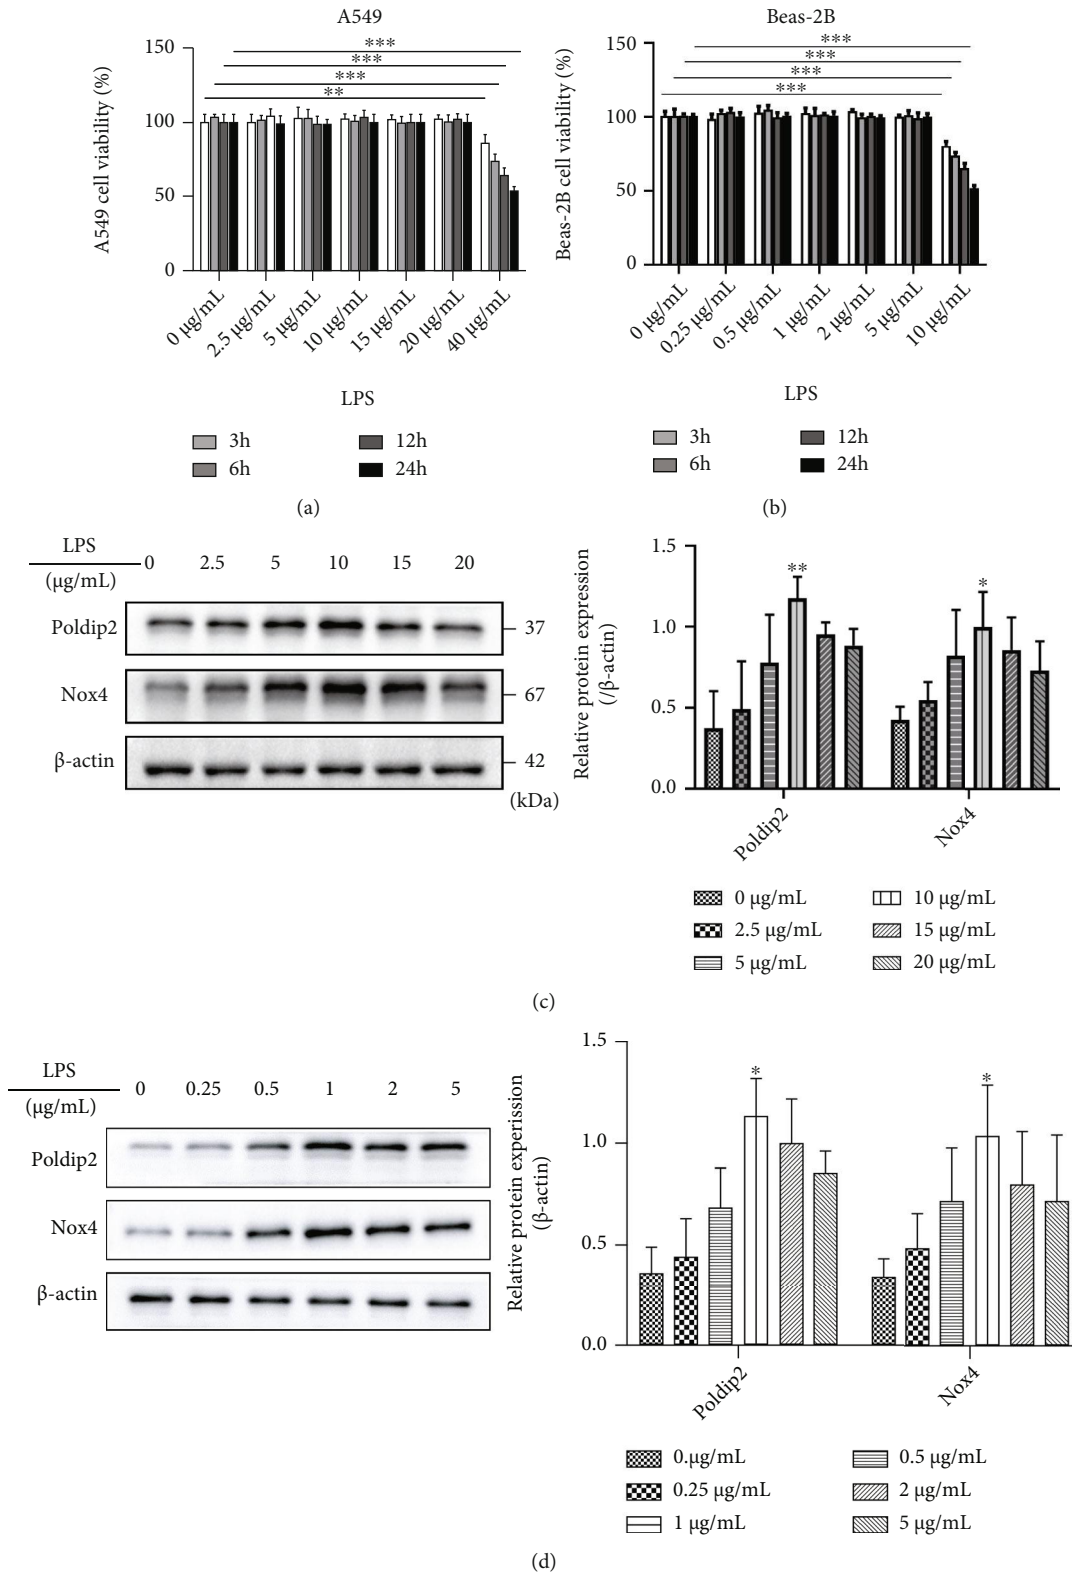 A549
***
***
***
**
A549 cell viability (%)
150
100
50
0
0 μg/mL
2.5 μg/mL
5 μg/mL
10 μg/mL
15 μg/mL
20 μg/mL
40 μg/mL
LPS
3h
12h
6h
24h
(a)
Beas-2B
***
***
***
***
Beas-2B cell viability (%)
150
100
50
0
0 μg/mL
0.25 μg/mL
0.5 μg/mL
1 μg/mL
2 μg/mL
5 μg/mL
10 μg/mL
LPS
3h
12h
6h
24h
(b)
LPS
(μg/mL)
0 2.5 5 10 15 20
Poldip2
37
Nox4
67
β-actin
42
(kDa)
Relative protein expression
(/β-actin)
1.5
1.0
0.5
0.0
**
*
Poldip2
Nox4
0 μg/mL
10 μg/mL
2.5 μg/mL
15 μg/mL
5 μg/mL
20 μg/mL
(c)
LPS
(μg/mL)
0 0.25 0.5 1 2 5
Poldip2
Nox4
β-actin
Relative protein experission
(β-actin)
1.5
1.0
0.5
0.0
*
*
Poldip2
Nox4
0.μg/mL
0.5 μg/mL
0.25 μg/mL
2 μg/mL
1 μg/mL
5 μg/mL
(d)